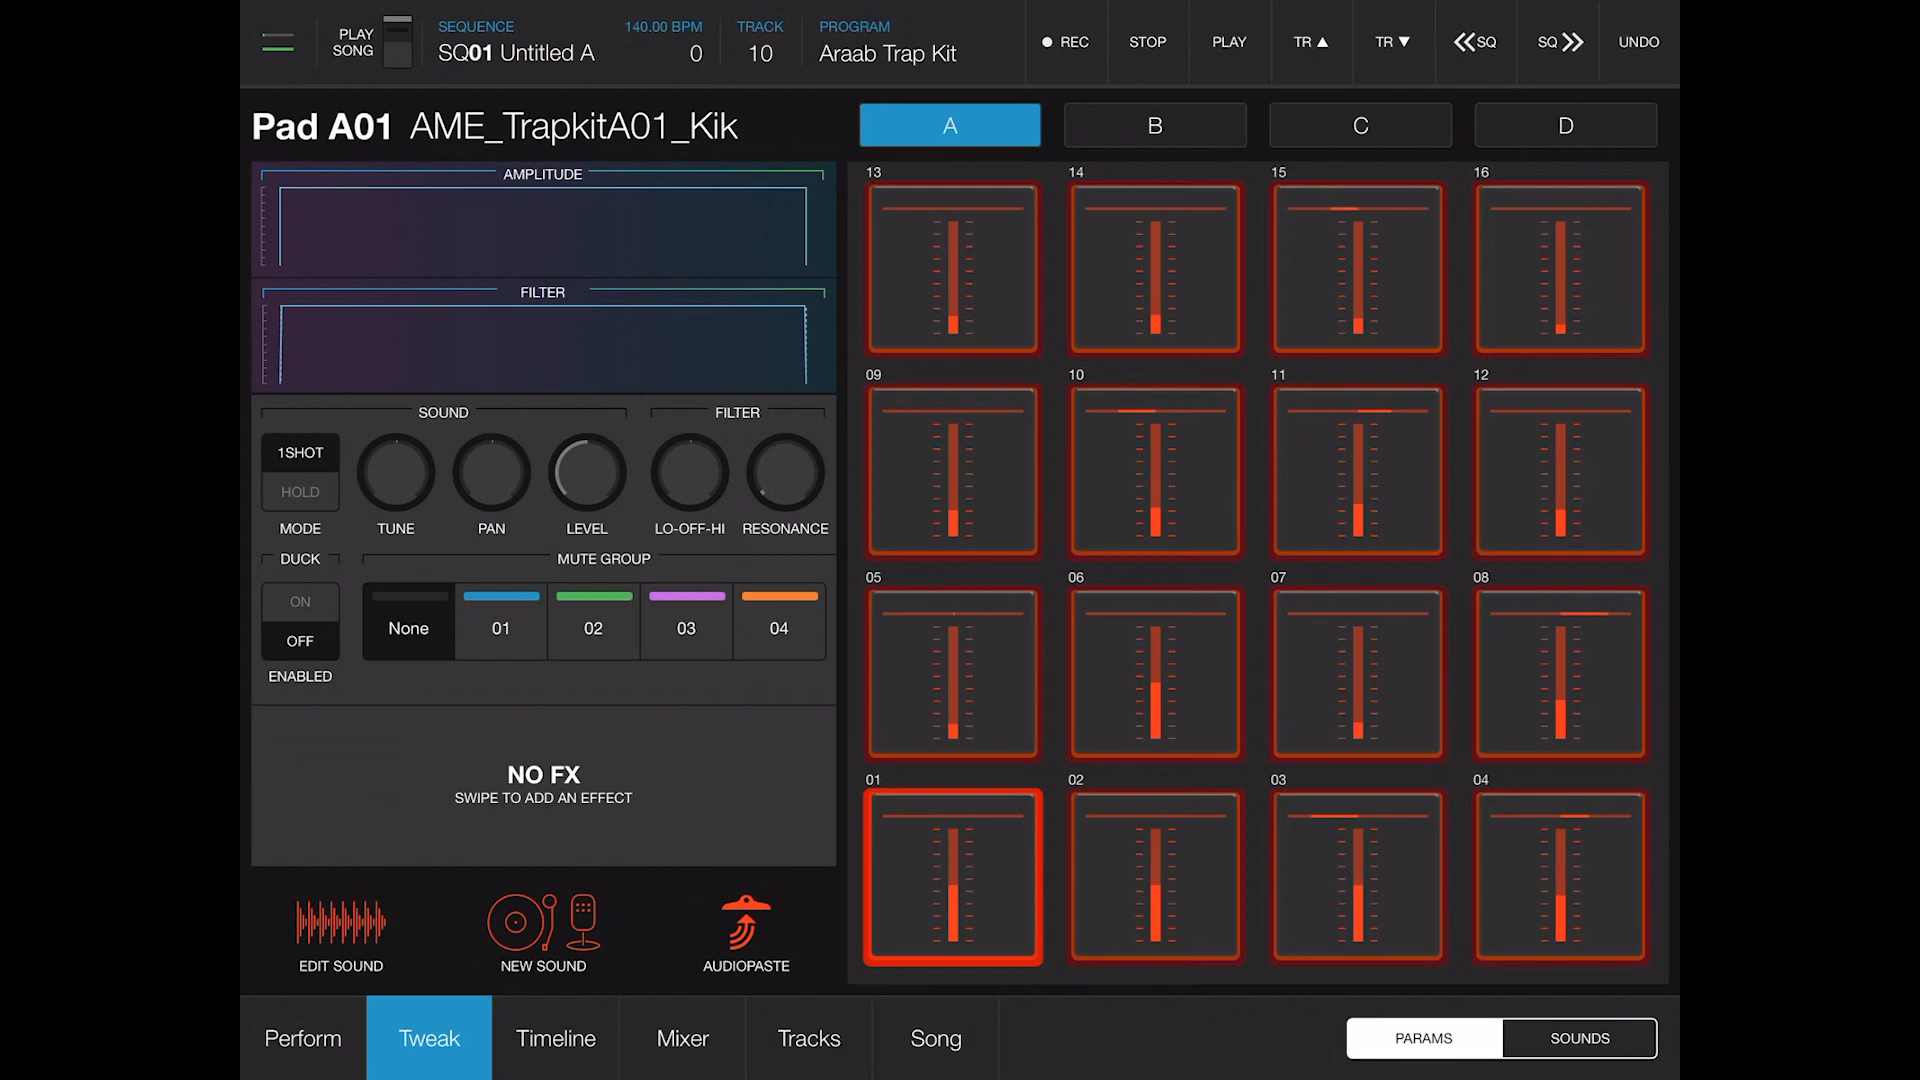 PLAY SONG
SEQUENCE
SQ01 Untitled A
140.00 BPM
0
TRACK
10
PROGRAM
Araab Trap Kit
REC
STOP
PLAY
TR ▲
TR ▼
SQ
SQ
UNDO
Pad A01 AME_TrapkitA01_Kik
A
B
C
D
AMPLITUDE
FILTER
SOUND
FILTER
1SHOT
HOLD
MODE
TUNE
PAN
LEVEL
LO-OFF-HI
RESONANCE
DUCK
MUTE GROUP
ON
OFF
ENABLED
None
01
02
03
04
NO FX
SWIPE TO ADD AN EFFECT
EDIT SOUND
NEW SOUND
AUDIOPASTE
13
14
15
16
09
10
11
12
05
06
07
08
01
02
03
04
Perform
Tweak
Timeline
Mixer
Tracks
Song
PARAMS
SOUNDS